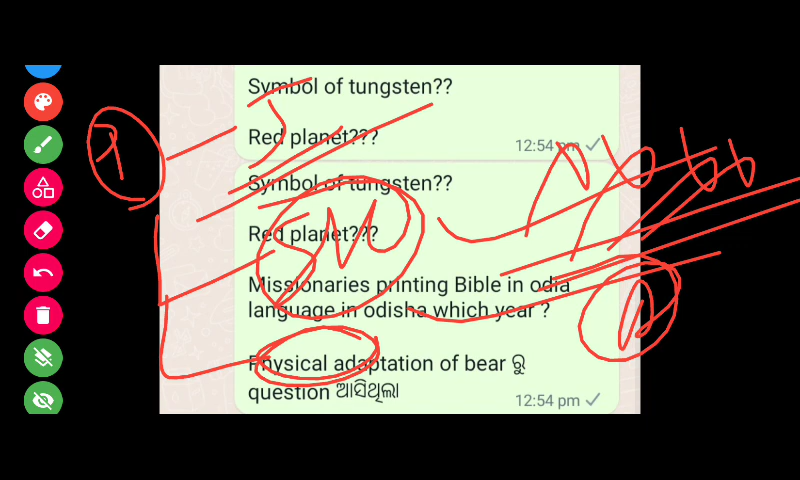 Symbol of tungsten??
Red planet???
12:54 pm
Symbol of tungsten??
Red planet???
Missionaries printing Bible in odia
language in odisha which year ?
Physical adaptation of bear ରୁ
question ଆସିଥିଲା
12:54 pm